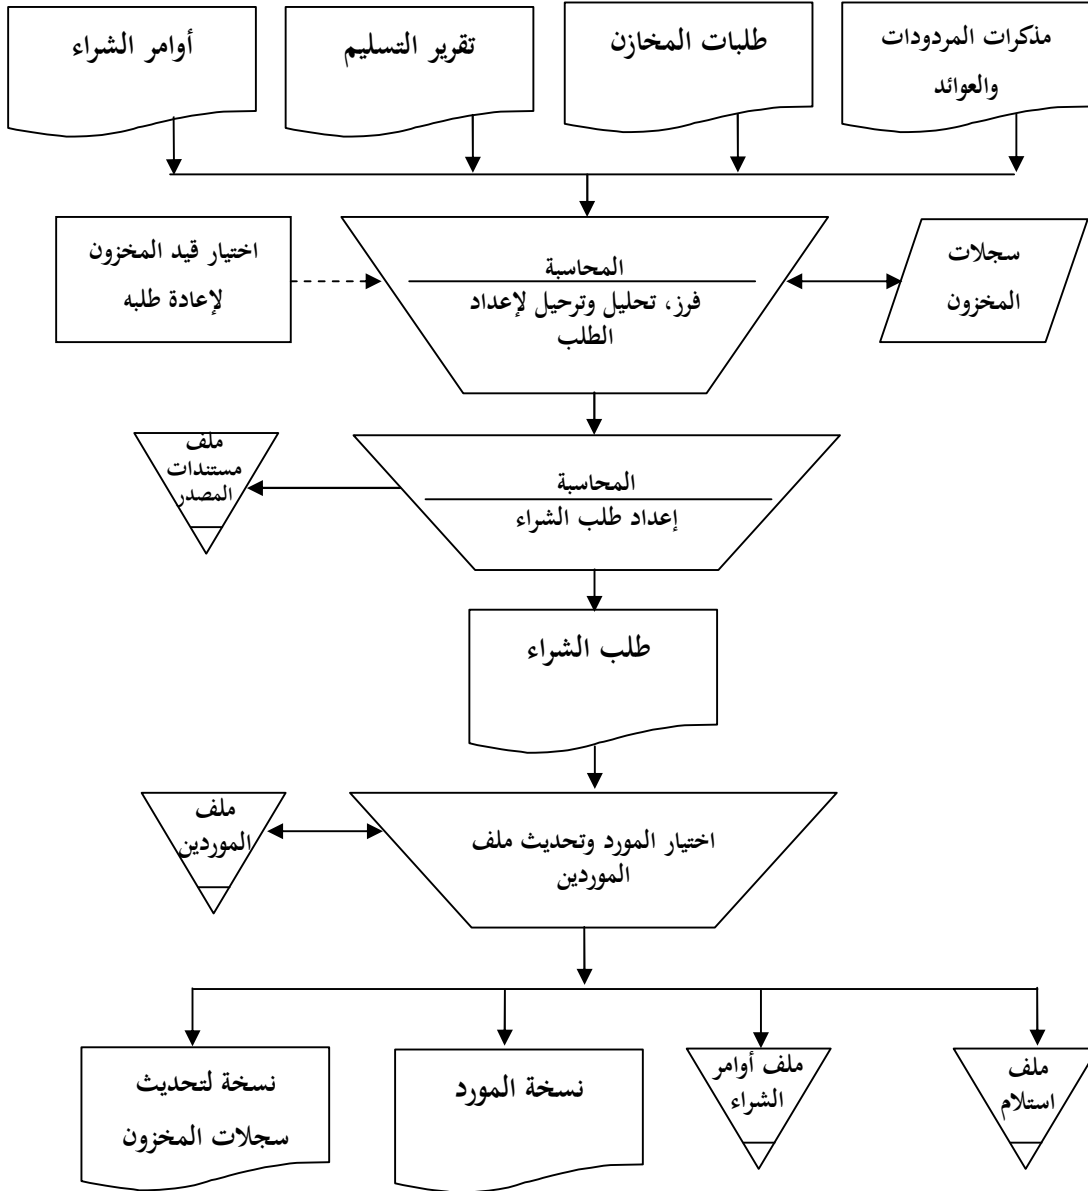 مذكرات المردودات
والعوائد
طلبات المخازن
تقرير التسليم
أوامر الشراء
سجلات
المخزون
المحاسبة
فرز، تحليل وترحيل لإعداد
الطلب
اختيار قيد المخزون
لإعادة طلبه
المحاسبة
إعداد طلب الشراء
ملف
مستندات
المصدر
طلب الشراء
اختيار المورد وتحديث ملف
الموردين
ملف
الموردين
ملف
استلام
ملف أوامر
الشراء
نسخة المورد
نسخة لتحديث
سجلات المخزون